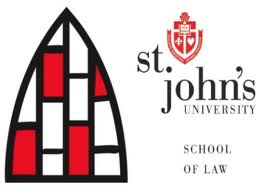 st.
john's
UNIVERSITY
SCHOOL
OF LAW